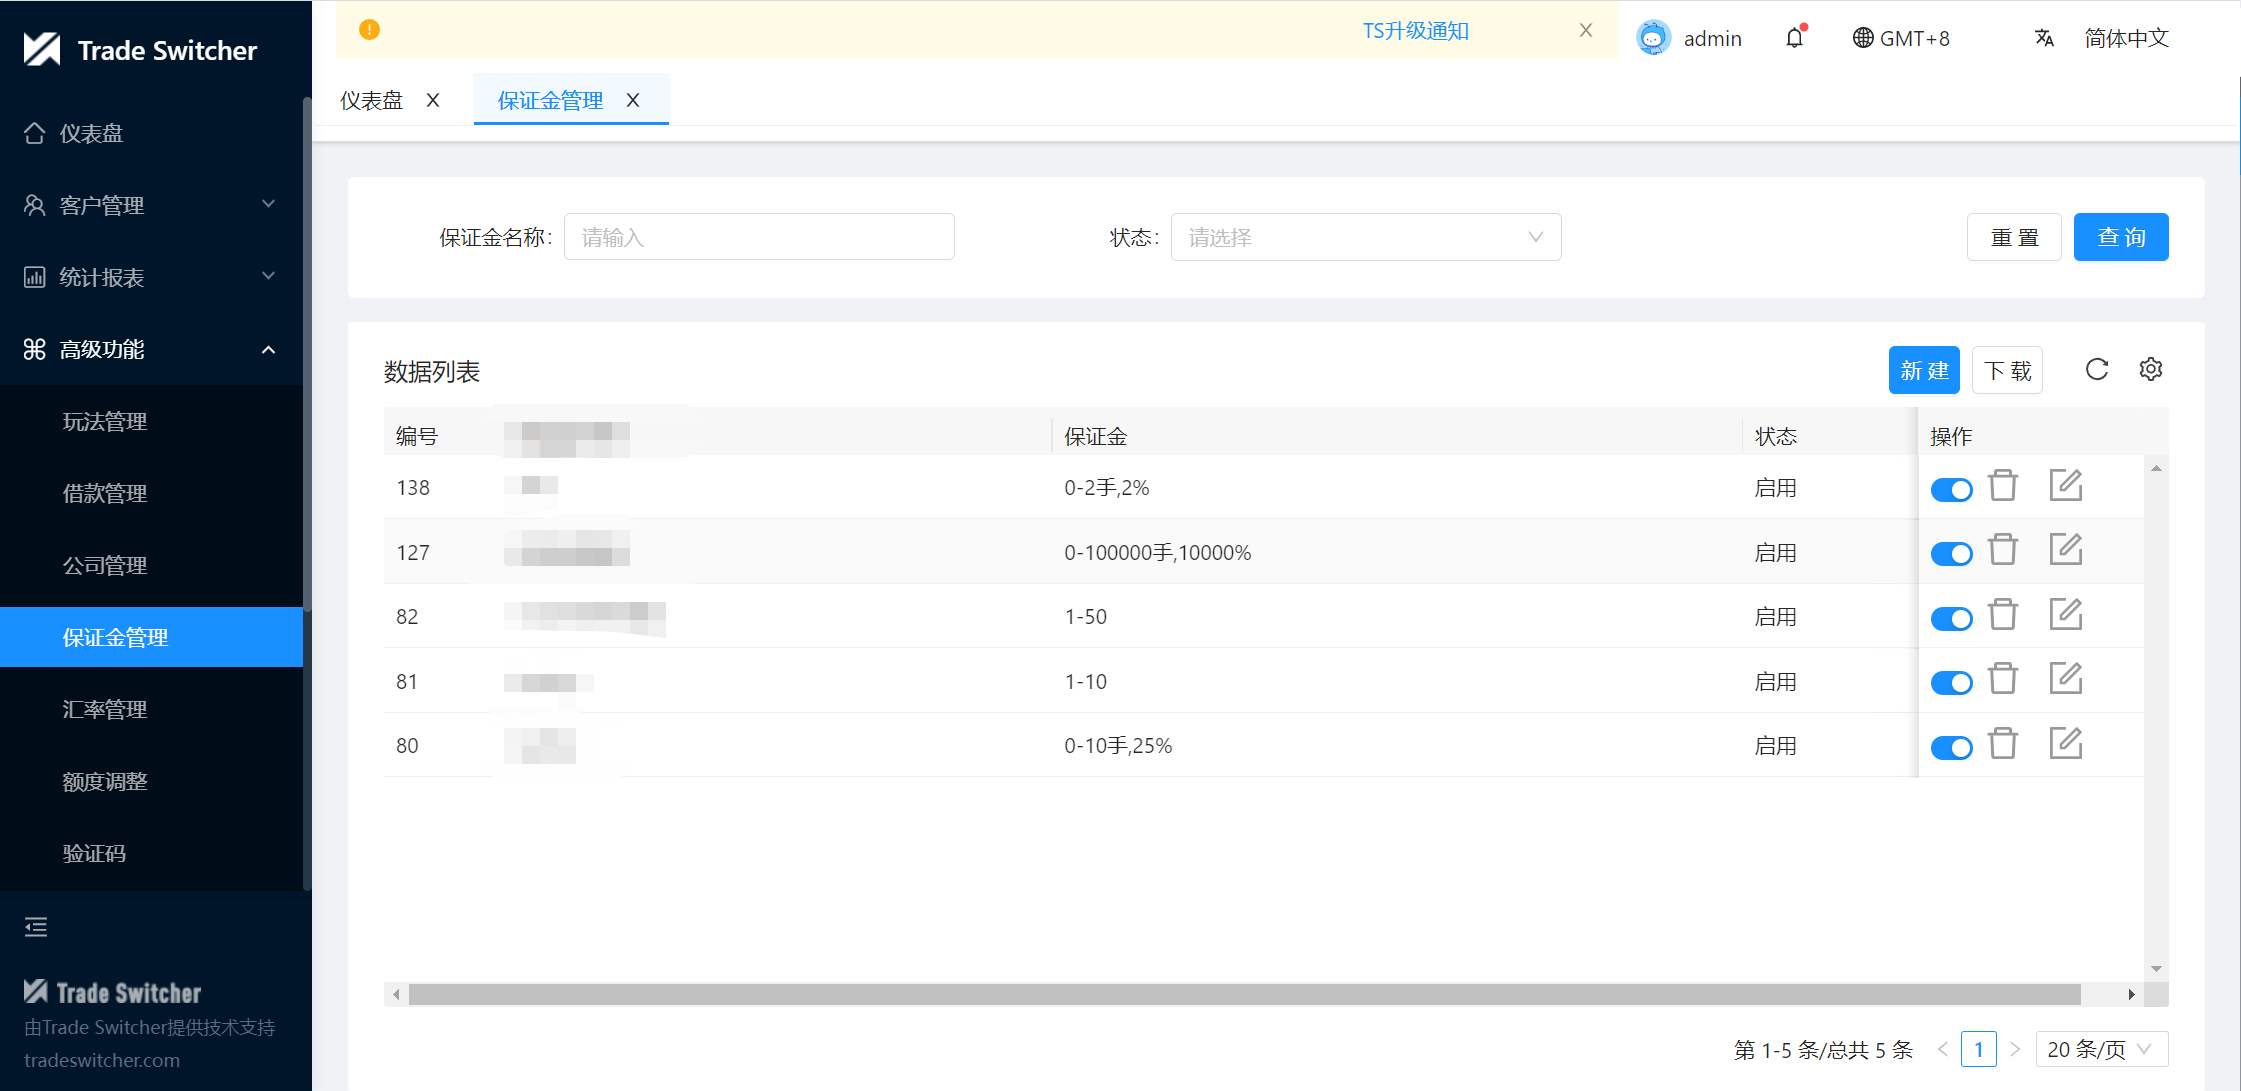 Trade Switcher
TS升级通知
admin
GMT+8
简体中文
仪表盘
保证金管理
仪表盘
客户管理
统计报表
高级功能
玩法管理
借款管理
公司管理
保证金管理
汇率管理
额度调整
验证码
Trade Switcher
由Trade Switcher提供技术支持
tradeswitcher.com
保证金名称: 请输入 状态: 请选择 重 置 查 询
数据列表 新 建 下 载
编号 保证金 状态 操作
138 0-2手,2% 启用
127 0-100000手,10000% 启用
82 1-50 启用
81 1-10 启用
80 0-10手,25% 启用
第 1-5 条/总共 5 条 1 20 条/页